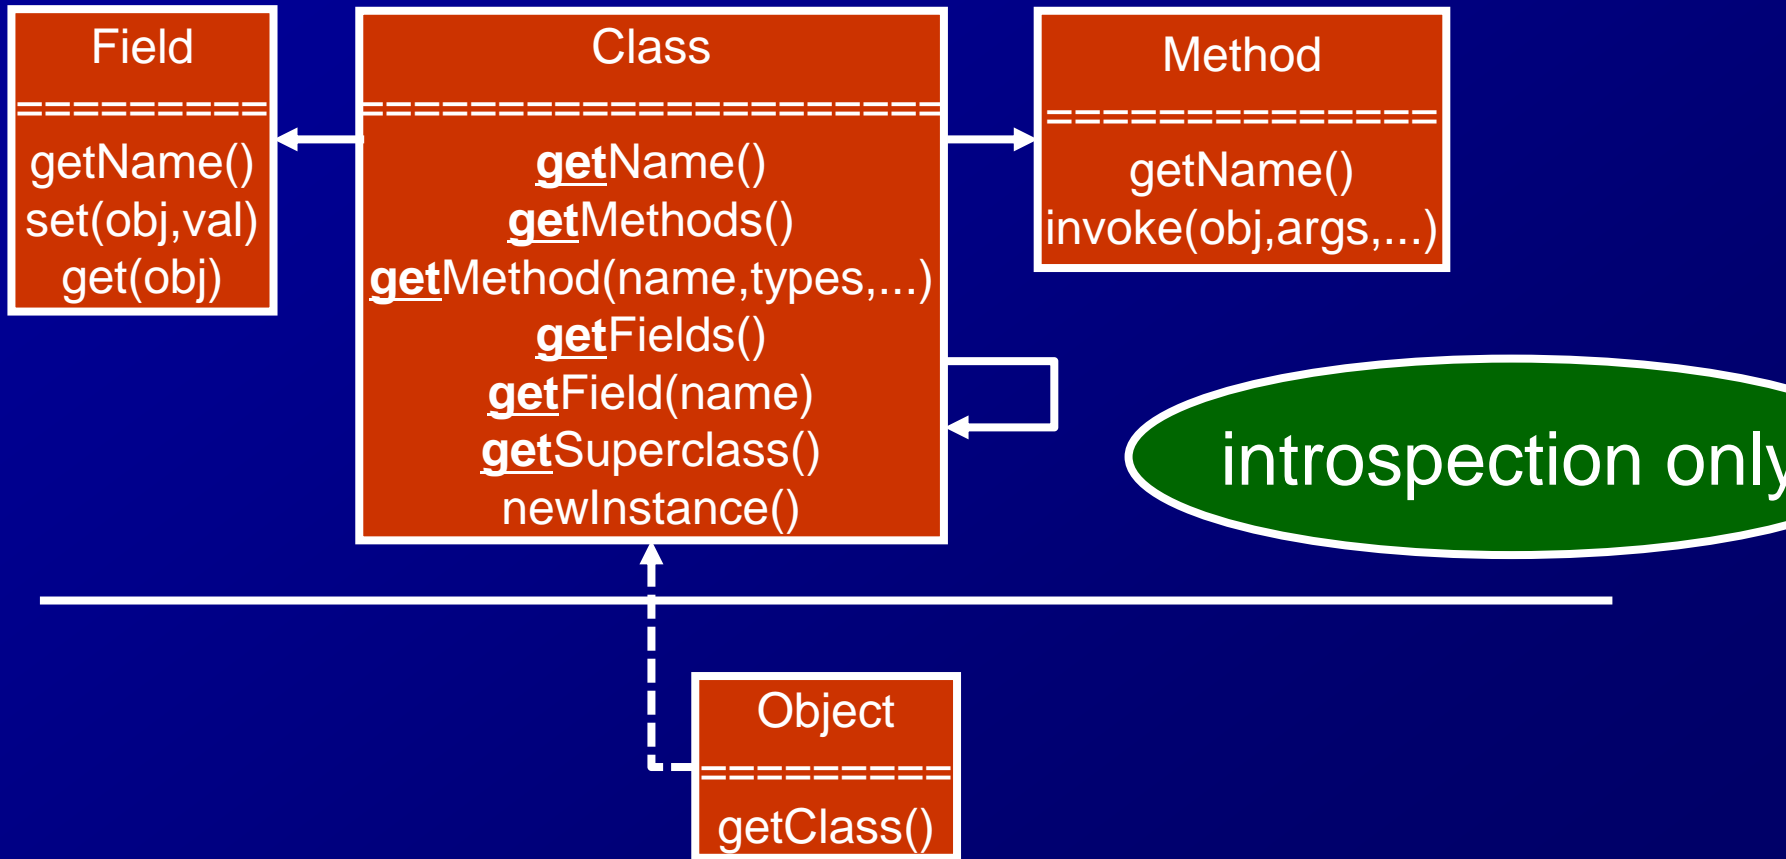 Field
==========
getName()
set(obj,val)
get(obj)
Class
=====================
getName()
getMethods()
getMethod(name,types,...)
getFields()
getField(name)
getSuperclass()
newInstance()
Method
==============
getName()
invoke(obj,args,...)
introspection only
Object
=========
getClass()